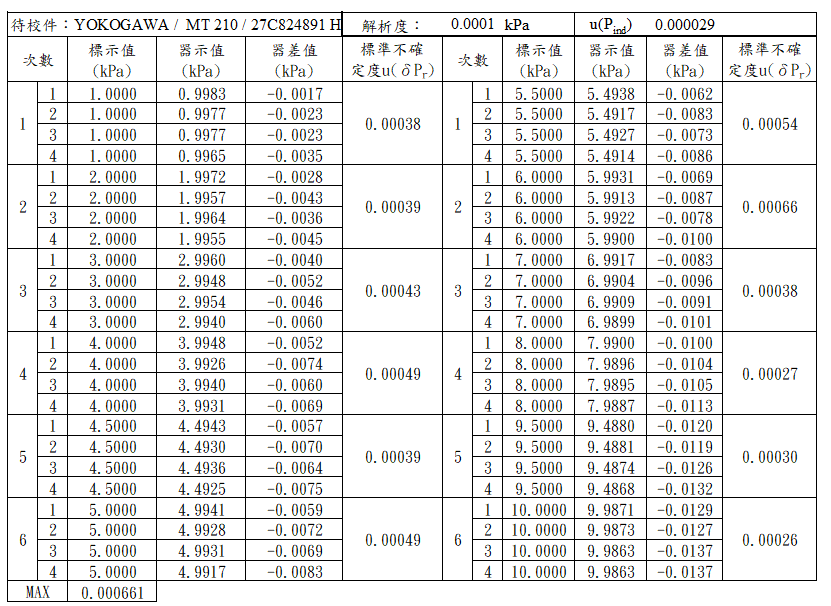 待校件：YOKOGAWA / MT 210 / 27C824891 H 解析度： 0.0001 kPa u(Pind) 0.000029
次數 標示值(kPa) 器示值(kPa) 器差值(kPa) 標準不確定度u(δPr) 次數 標示值(kPa) 器示值(kPa) 器差值(kPa) 標準不確定度u(δPr)
1 1 1.0000 0.9983 -0.0017 0.00038 1 1 5.5000 5.4938 -0.0062 0.00054
2 1.0000 0.9977 -0.0023 2 5.5000 5.4917 -0.0083
3 1.0000 0.9977 -0.0023 3 5.5000 5.4927 -0.0073
4 1.0000 0.9965 -0.0035 4 5.5000 5.4914 -0.0086
2 1 2.0000 1.9972 -0.0028 0.00039 2 1 6.0000 5.9931 -0.0069 0.00066
2 2.0000 1.9957 -0.0043 2 6.0000 5.9913 -0.0087
3 2.0000 1.9964 -0.0036 3 6.0000 5.9922 -0.0078
4 2.0000 1.9955 -0.0045 4 6.0000 5.9900 -0.0100
3 1 3.0000 2.9960 -0.0040 0.00043 3 1 7.0000 6.9917 -0.0083 0.00038
2 3.0000 2.9948 -0.0052 2 7.0000 6.9904 -0.0096
3 3.0000 2.9954 -0.0046 3 7.0000 6.9909 -0.0091
4 3.0000 2.9940 -0.0060 4 7.0000 6.9899 -0.0101
4 1 4.0000 3.9948 -0.0052 0.00049 4 1 8.0000 7.9900 -0.0100 0.00027
2 4.0000 3.9926 -0.0074 2 8.0000 7.9896 -0.0104
3 4.0000 3.9940 -0.0060 3 8.0000 7.9895 -0.0105
4 4.0000 3.9931 -0.0069 4 8.0000 7.9887 -0.0113
5 1 4.5000 4.4943 -0.0057 0.00039 5 1 9.5000 9.4880 -0.0120 0.00030
2 4.5000 4.4930 -0.0070 2 9.5000 9.4881 -0.0119
3 4.5000 4.4936 -0.0064 3 9.5000 9.4874 -0.0126
4 4.5000 4.4925 -0.0075 4 9.5000 9.4868 -0.0132
6 1 5.0000 4.9941 -0.0059 0.00049 6 1 10.0000 9.9871 -0.0129 0.00026
2 5.0000 4.9928 -0.0072 2 10.0000 9.9873 -0.0127
3 5.0000 4.9931 -0.0069 3 10.0000 9.9863 -0.0137
4 5.0000 4.9917 -0.0083 4 10.0000 9.9863 -0.0137
MAX 0.000661